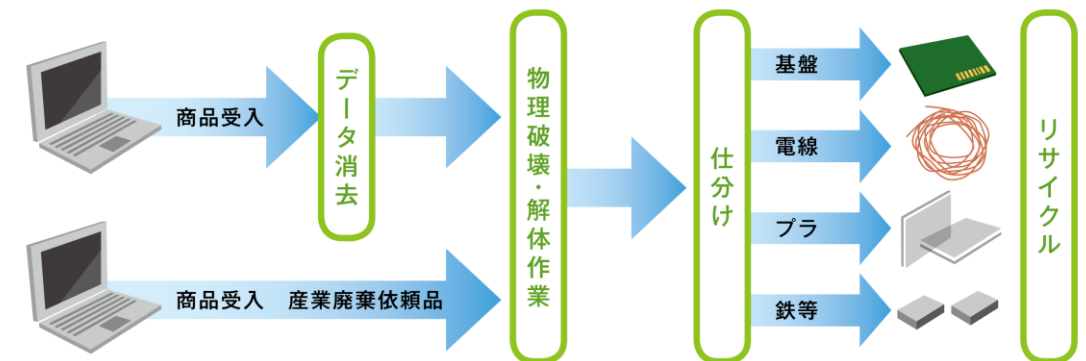 商品受入
データ消去
商品受入 産業廃棄依頼品
物理破壊・解体作業
仕分け
基盤
電線
プラ
鉄等
リサイクル